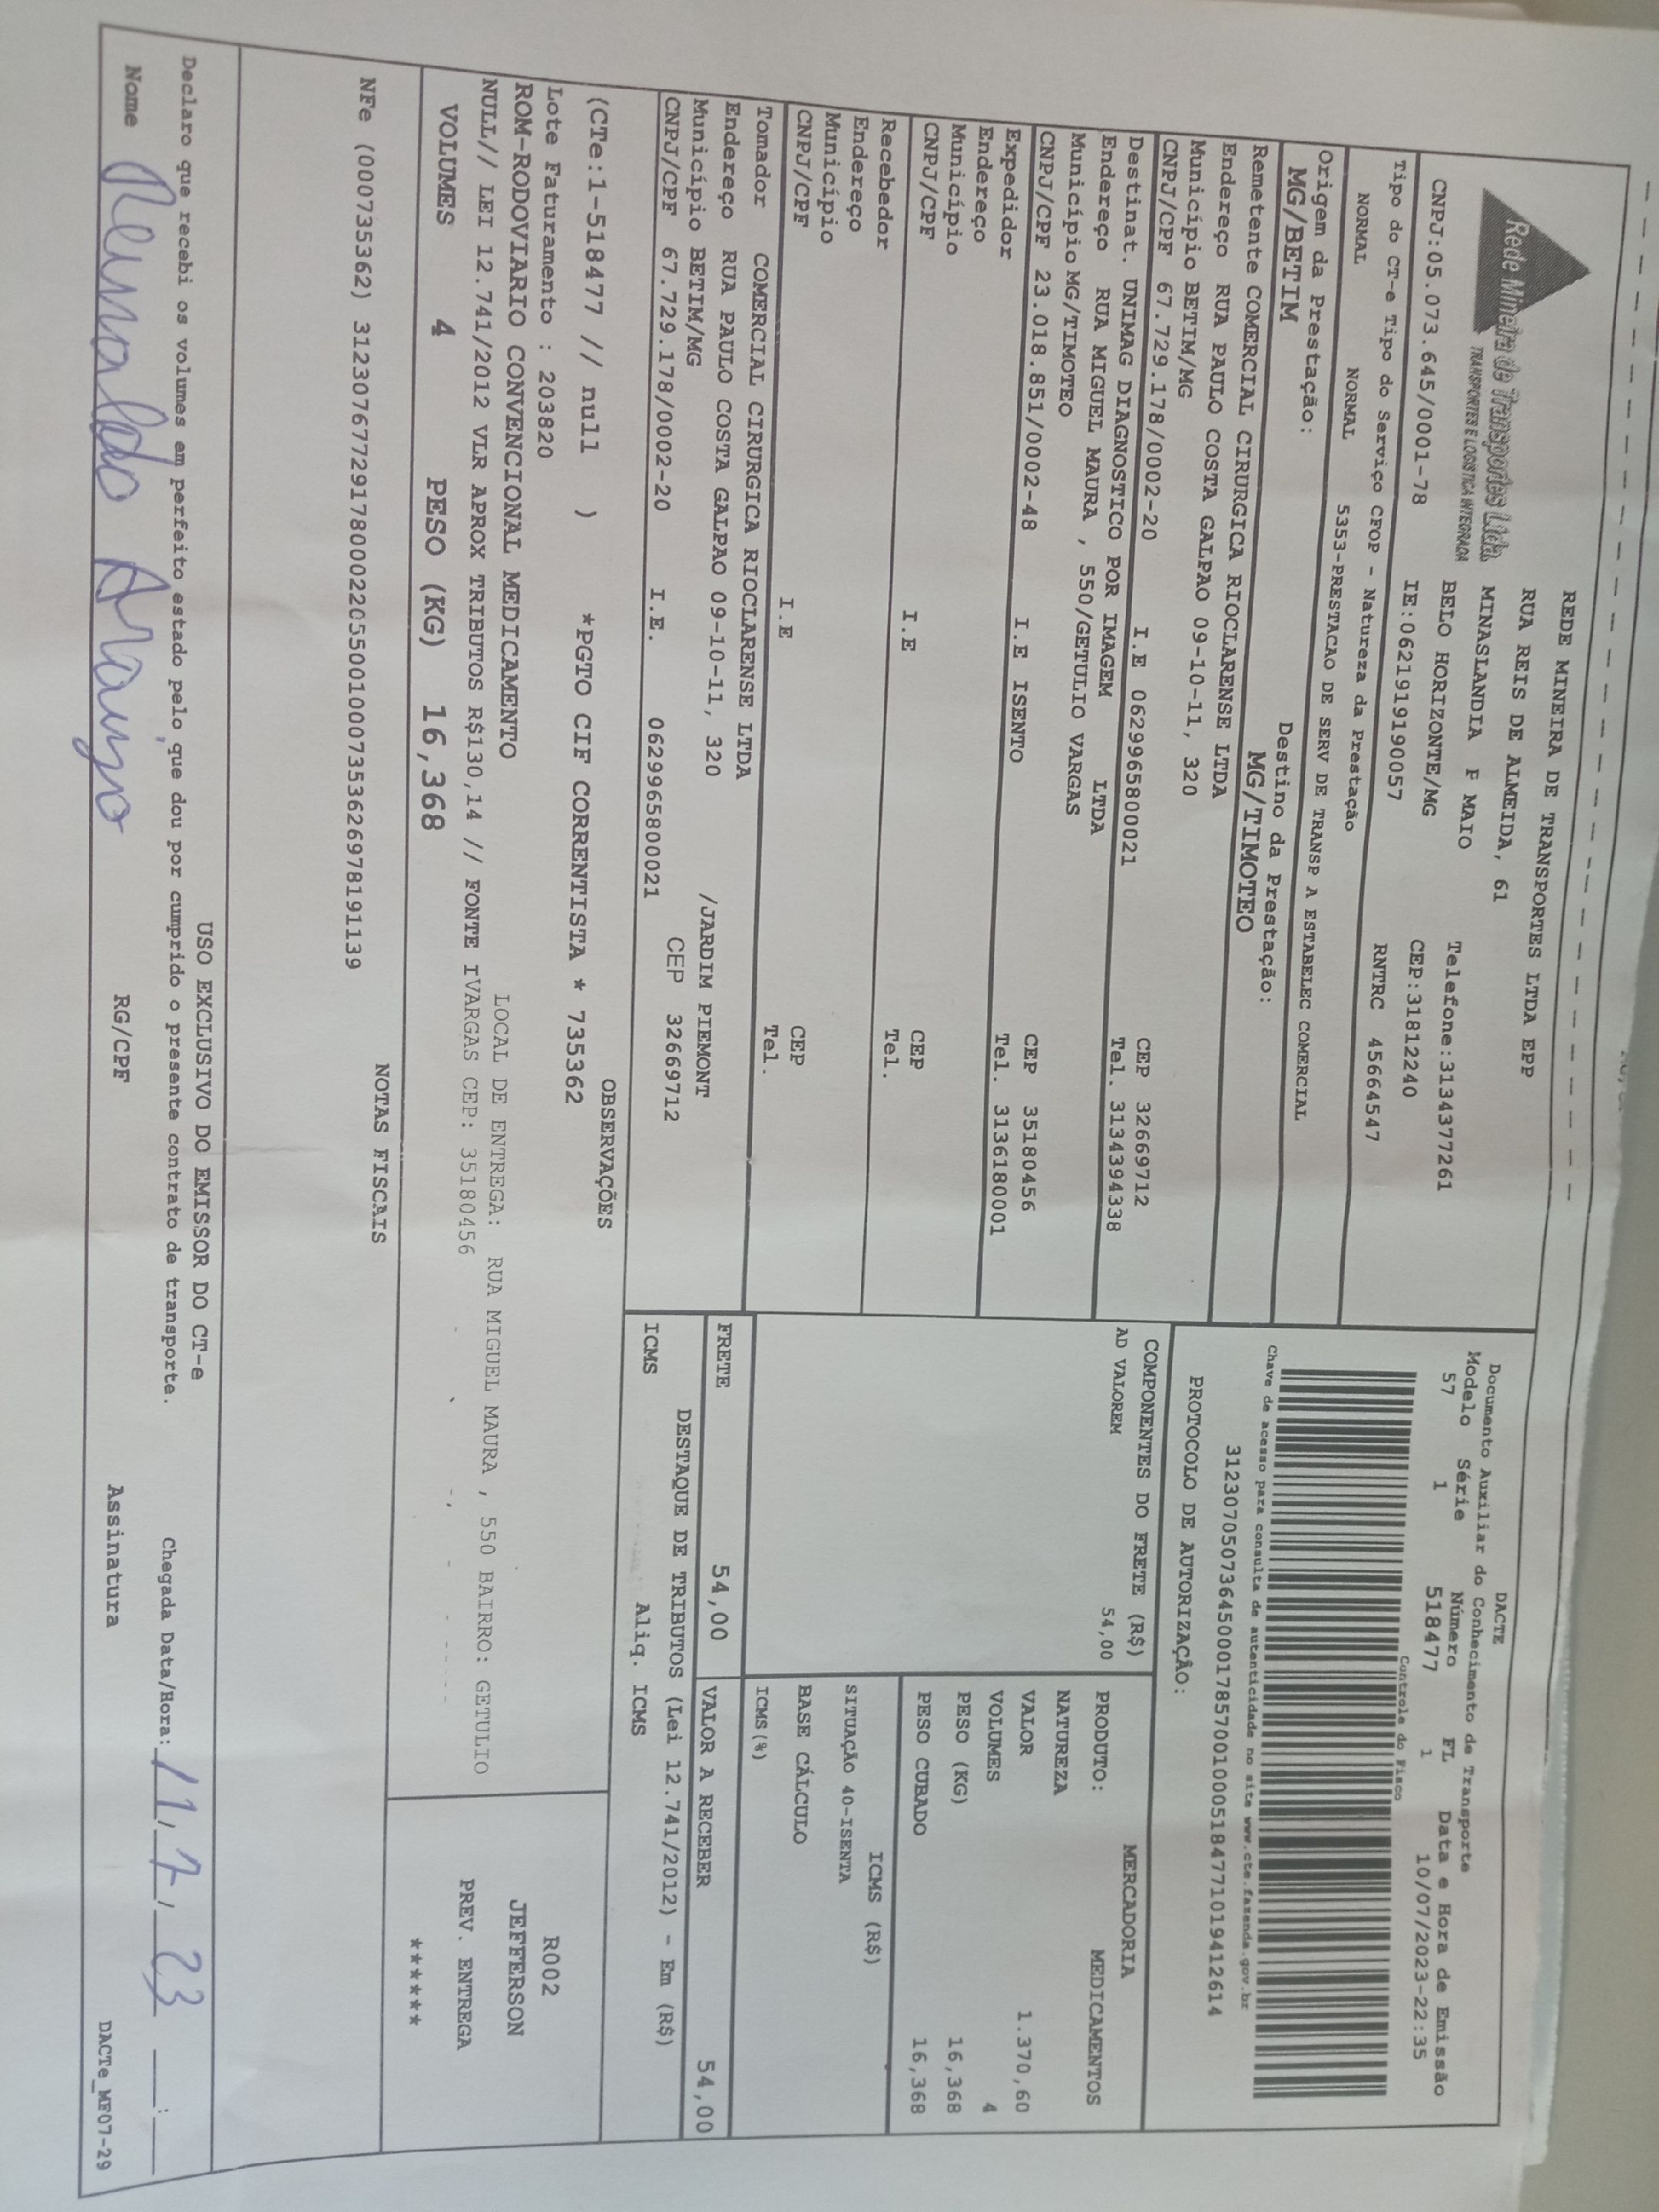 Rede Mineira de Transportes Ltda.
TRANSPORTES E LOGISTICA INTEGRADA
REDE MINEIRA DE TRANSPORTES LTDA EPP
RUA REIS DE ALMEIDA, 61
MINASLANDIA P MAIO
BELO HORIZONTE/MG Telefone:3134377261
CNPJ:05.073.645/0001-78 IE:0621919190057 CEP:31812240
RNTRC 45664547
Tipo do CT-e Tipo do Serviço CFOP - Natureza da Prestação
NORMAL NORMAL 5353-PRESTACAO DE SERV DE TRANSP A ESTABELEC COMERCIAL
Origem da Prestação: Destino da Prestação:
MG/BETIM MG/TIMOTEO
Remetente COMERCIAL CIRURGICA RIOCLARENSE LTDA
Endereço RUA PAULO COSTA GALPAO 09-10-11, 320
Município BETIM/MG CEP 32669712
CNPJ/CPF 67.729.178/0002-20 I.E 0629965800021 Tel. 3134394338
Destinat. UNIMAG DIAGNOSTICO POR IMAGEM LTDA
Endereço RUA MIGUEL MAURA , 550/GETULIO VARGAS
Município MG/TIMOTEO CEP 35180456
CNPJ/CPF 23.018.851/0002-48 I.E ISENTO Tel. 3136180001
Expedidor
Endereço
Município CEP
CNPJ/CPF I.E Tel.
Recebedor
Endereço
Município CEP
CNPJ/CPF I.E Tel.
Tomador COMERCIAL CIRURGICA RIOCLARENSE LTDA
Endereço RUA PAULO COSTA GALPAO 09-10-11, 320 /JARDIM PIEMONT
Município BETIM/MG CEP 32669712
CNPJ/CPF 67.729.178/0002-20 I.E. 0629965800021
DACTE
Documento Auxiliar do Conhecimento de Transporte
Modelo Série Número FL Data e Hora de Emissão
57 1 518477 1 10/07/2023-22:35
Controle do Fisco
Chave de acesso para consulta de autenticidade no site www.cte.fazenda.gov.br
31230705073645000178570010005184771019412614
PROTOCOLO DE AUTORIZAÇÃO:
COMPONENTES DO FRETE (R$)
AD VALOREM 54,00
MERCADORIA
PRODUTO: MEDICAMENTOS
NATUREZA
VALOR 1.370,60
VOLUMES 4
PESO (KG) 16,368
PESO CUBADO 16,368
ICMS (R$)
SITUAÇÃO 40-ISENTA
BASE CÁLCULO
ICMS(%)
FRETE 54,00 VALOR A RECEBER 54,00
DESTAQUE DE TRIBUTOS (Lei 12.741/2012) - Em (R$)
ICMS Aliq. ICMS
OBSERVAÇÕES
(CTe:1-518477 // null ) *PGTO CIF CORRENTISTA * 735362
Lote Faturamento : 203820
ROM-RODOVIARIO CONVENCIONAL MEDICAMENTO LOCAL DE ENTREGA: RUA MIGUEL MAURA , 550 BAIRRO: GETULIO
NULL// LEI 12.741/2012 VLR APROX TRIBUTOS R$130,14 // FONTE IVARGAS CEP: 35180456
VOLUMES 4 PESO (KG) 16,368
R002
JEFFERSON
PREV. ENTREGA
******
NOTAS FISCAIS
NFe (000735362) 31230767729178000220550010007353626978191139
USO EXCLUSIVO DO EMISSOR DO CT-e
Declaro que recebi os volumes em perfeito estado pelo que dou por cumprido o presente contrato de transporte. Chegada Data/Hora: 11, 7, 23 __:__
Nome Reinaldo Araujo RG/CPF Assinatura
DACTe_MF07-29